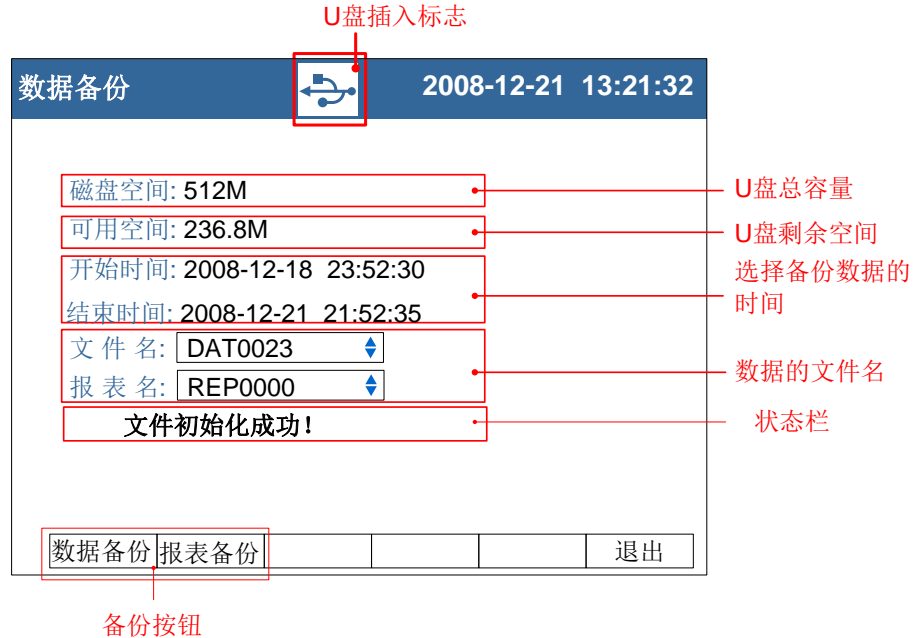 U盘插入标志
数据备份 2008-12-21 13:21:32
磁盘空间: 512M
U盘总容量
可用空间: 236.8M
U盘剩余空间
开始时间: 2008-12-18 23:52:30
结束时间: 2008-12-21 21:52:35
选择备份数据的
时间
文 件 名: DAT0023
报 表 名: REP0000
数据的文件名
文件初始化成功!
状态栏
数据备份 报表备份 退出
备份按钮